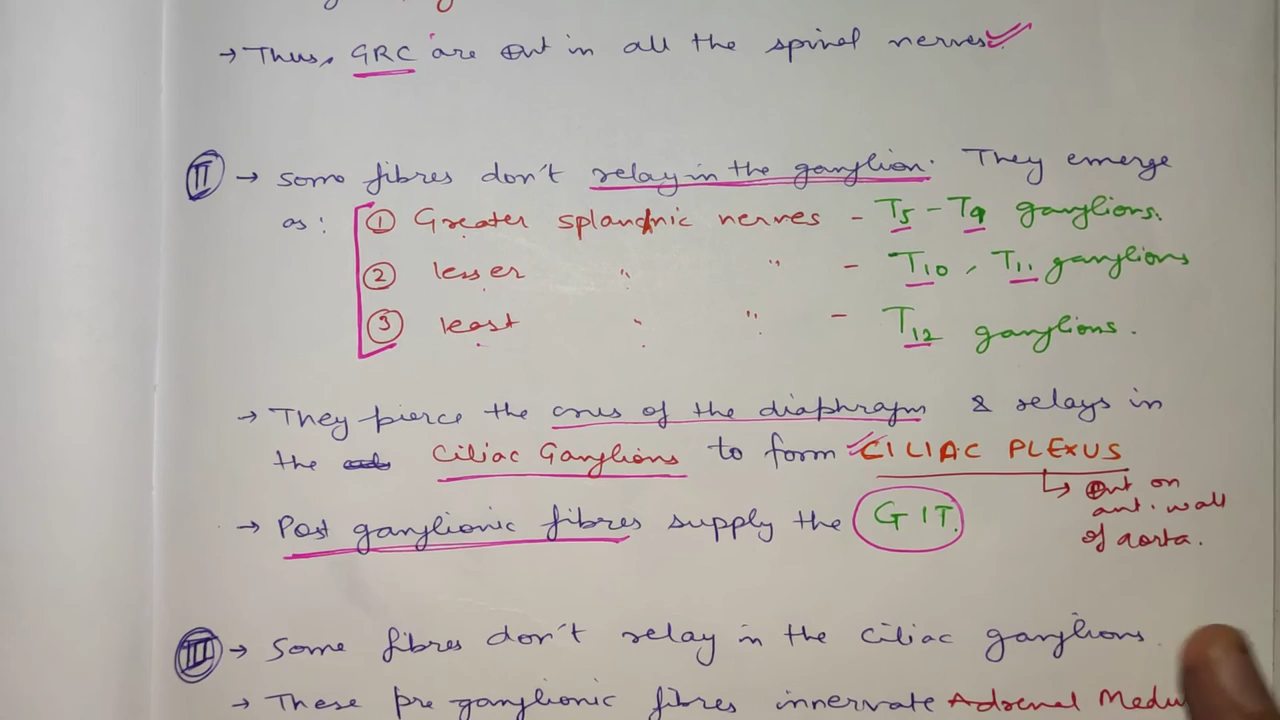 → Thus, GRC are Ⓟent in all the spinal nerves.
II → Some fibres don't relay in the ganglion. They emerge
as: ① Greater splanchnic nerves - T5 - T9 ganglions.
② lesser " " - T10, T11 ganglions
③ least " " - T12 ganglions.
→ They pierce the crus of the diaphragm & relays in
the Ciliac Ganglions to form CILIAC PLEXUS
↳ Ⓟent on
ant. wall
of aorta.
→ Post ganglionic fibres supply the GIT.
III → Some fibres don't relay in the Ciliac ganglions.
→ These pre ganglionic fibres innervate Adrenal Medu